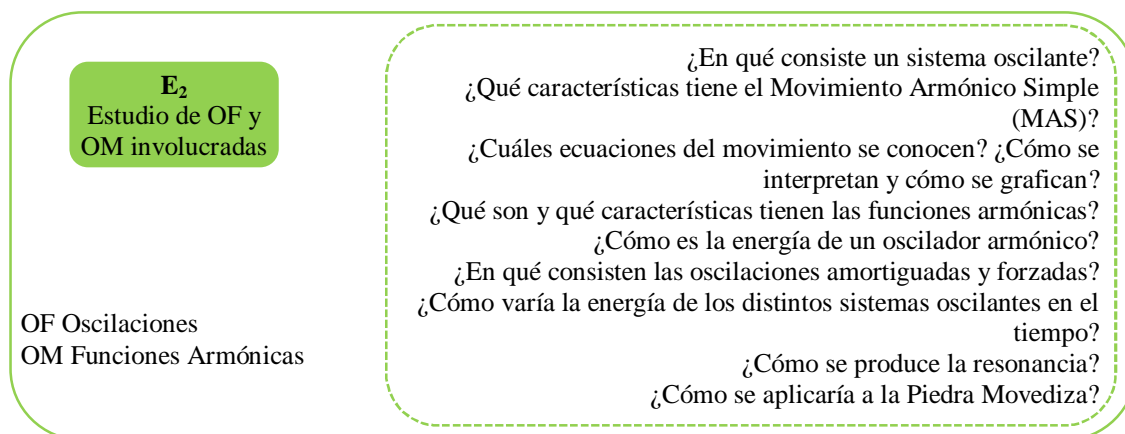 E₂
Estudio de OF y
OM involucradas
OF Oscilaciones
OM Funciones Armónicas
¿En qué consiste un sistema oscilante?
¿Qué características tiene el Movimiento Armónico Simple
(MAS)?
¿Cuáles ecuaciones del movimiento se conocen? ¿Cómo se
interpretan y cómo se grafican?
¿Qué son y qué características tienen las funciones armónicas?
¿Cómo es la energía de un oscilador armónico?
¿En qué consisten las oscilaciones amortiguadas y forzadas?
¿Cómo varía la energía de los distintos sistemas oscilantes en el
tiempo?
¿Cómo se produce la resonancia?
¿Cómo se aplicaría a la Piedra Movediza?